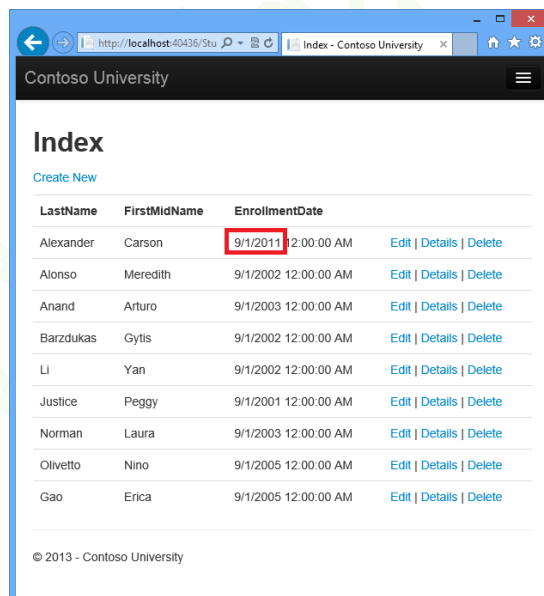 http://localhost:40436/Stu
Index - Contoso University
Contoso University
Index
Create New
LastName FirstMidName EnrollmentDate
Alexander Carson 9/1/2011 12:00:00 AM Edit | Details | Delete
Alonso Meredith 9/1/2002 12:00:00 AM Edit | Details | Delete
Anand Arturo 9/1/2003 12:00:00 AM Edit | Details | Delete
Barzdukas Gytis 9/1/2002 12:00:00 AM Edit | Details | Delete
Li Yan 9/1/2002 12:00:00 AM Edit | Details | Delete
Justice Peggy 9/1/2001 12:00:00 AM Edit | Details | Delete
Norman Laura 9/1/2003 12:00:00 AM Edit | Details | Delete
Olivetto Nino 9/1/2005 12:00:00 AM Edit | Details | Delete
Gao Erica 9/1/2005 12:00:00 AM Edit | Details | Delete
© 2013 - Contoso University